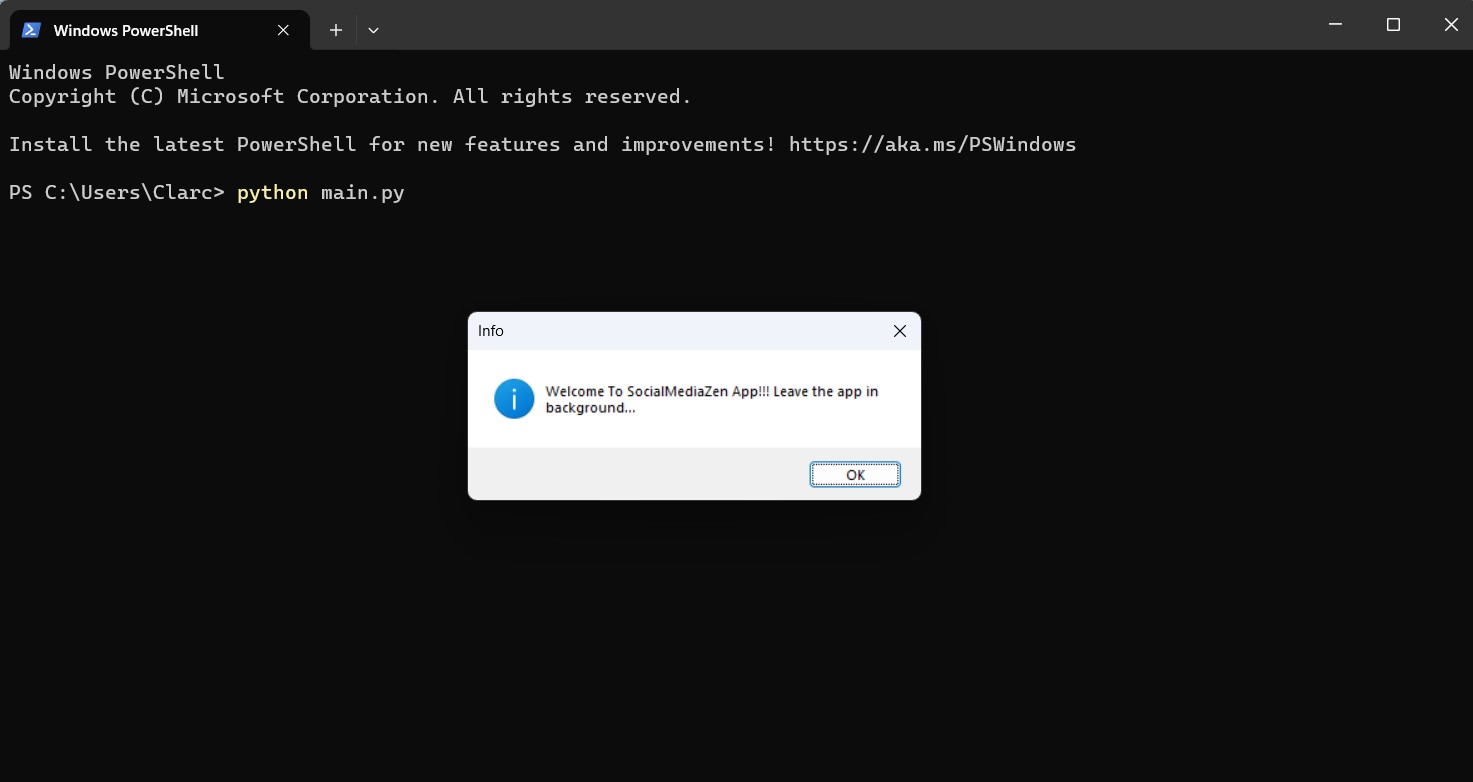 Windows PowerShell
Windows PowerShell
Copyright (C) Microsoft Corporation. All rights reserved.
Install the latest PowerShell for new features and improvements! https://aka.ms/PSWindows
PS C:\Users\Clarc> python main.py
Info
Welcome To SocialMediaZen App!!! Leave the app in
background...
OK